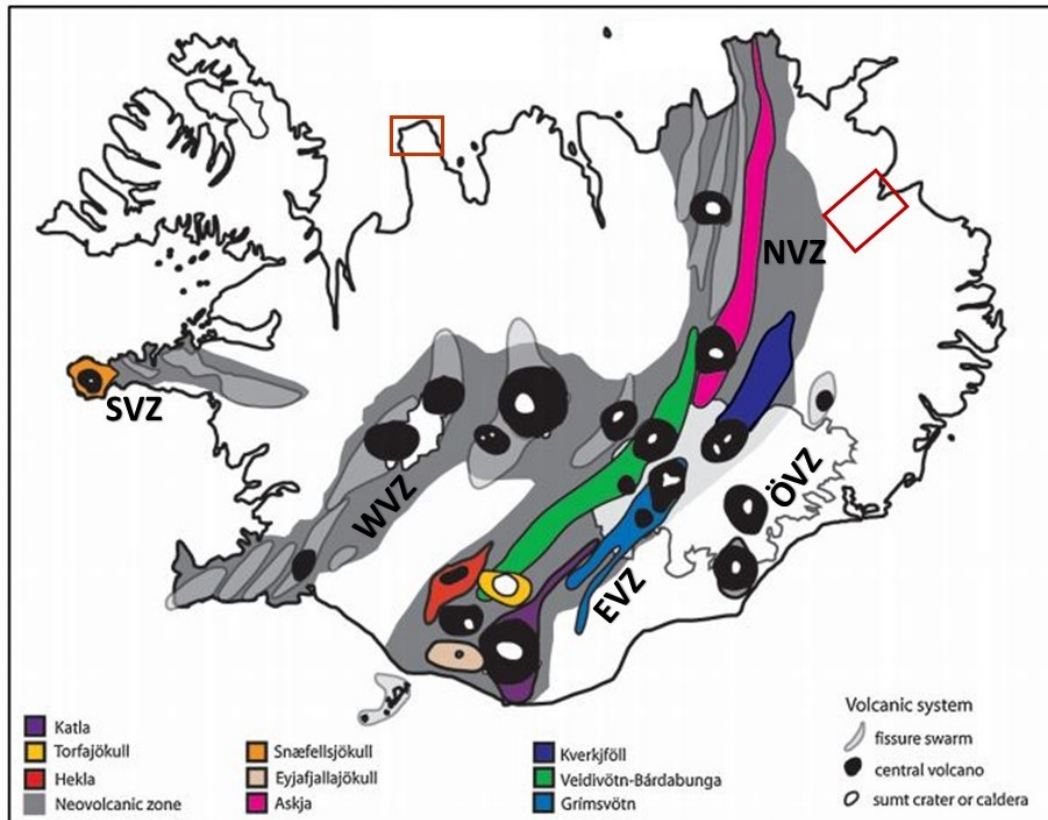 NVZ
SVZ
WVZ
ÖVZ
EVZ
Katla
Torfajökull
Hekla
Neovolcanic zone
Snæfellsjökull
Eyjafjallajökull
Askja
Kverkjföll
Veidivötn-Bárdabunga
Grímsvötn
Volcanic system
fissure swarm
central volcano
sumt crater or caldera